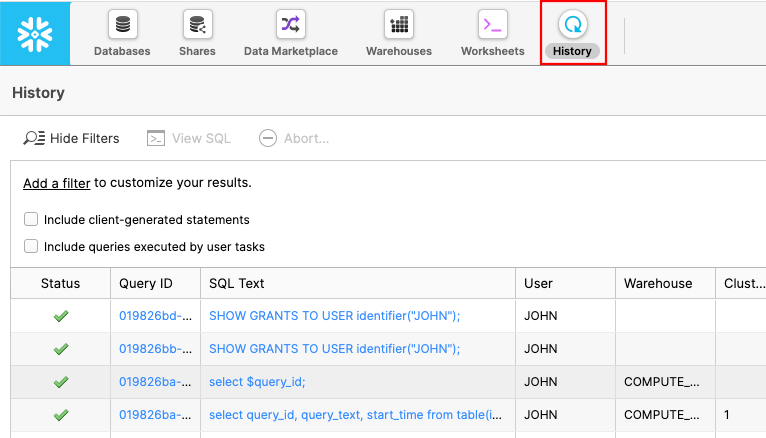 Databases Shares Data Marketplace Warehouses Worksheets History
History
Hide Filters View SQL Abort...
Add a filter to customize your results.
Include client-generated statements
Include queries executed by user tasks
Status Query ID SQL Text User Warehouse Clust...
019826bd-... SHOW GRANTS TO USER identifier("JOHN"); JOHN
019826bb-... SHOW GRANTS TO USER identifier("JOHN"); JOHN
019826ba-... select $query_id; JOHN COMPUTE_...
019826ba-... select query_id, query_text, start_time from table(i... JOHN COMPUTE_... 1